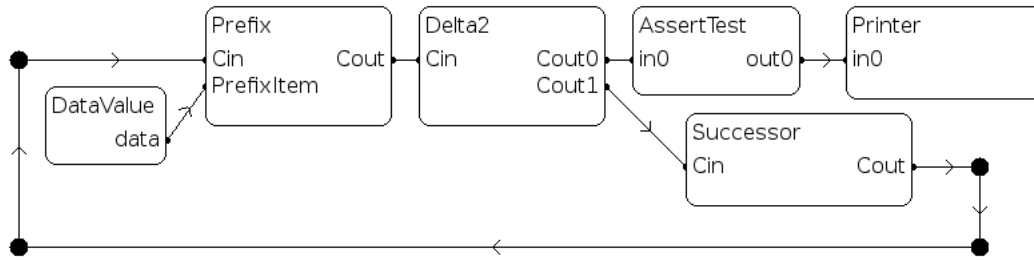 Prefix
Cin Cout
PrefixItem
DataValue
data
Delta2
Cin Cout0
Cout1
AssertTest
in0 out0
Printer
in0
Successor
Cin Cout